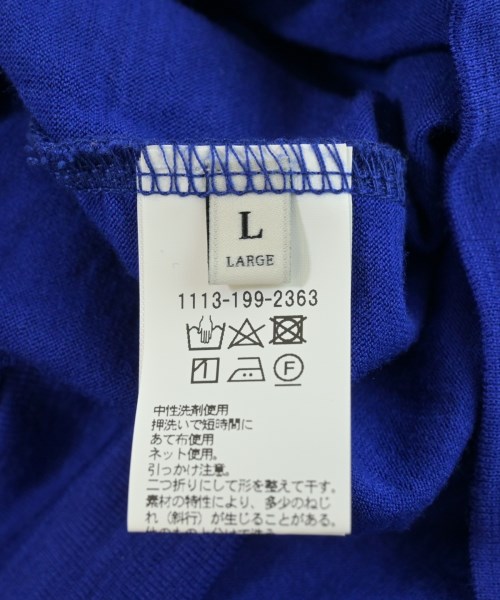 L
LARGE
1113-199-2363
F
中性洗剤使用
押洗いで短時間に
あて布使用
ネット使用。
引っかけ注意。
二つ折りにして形を整えて干す。
素材の特性により、多少のねじ
れ（斜行）が生じることがある。